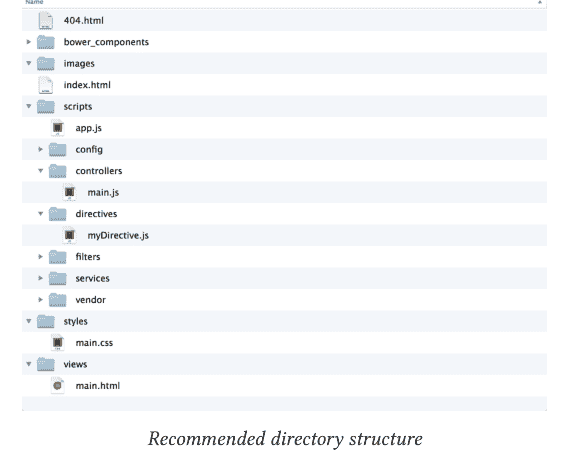 Name
404.html
bower_components
images
index.html
scripts
app.js
config
controllers
main.js
directives
myDirective.js
filters
services
vendor
styles
main.css
views
main.html
Recommended directory structure